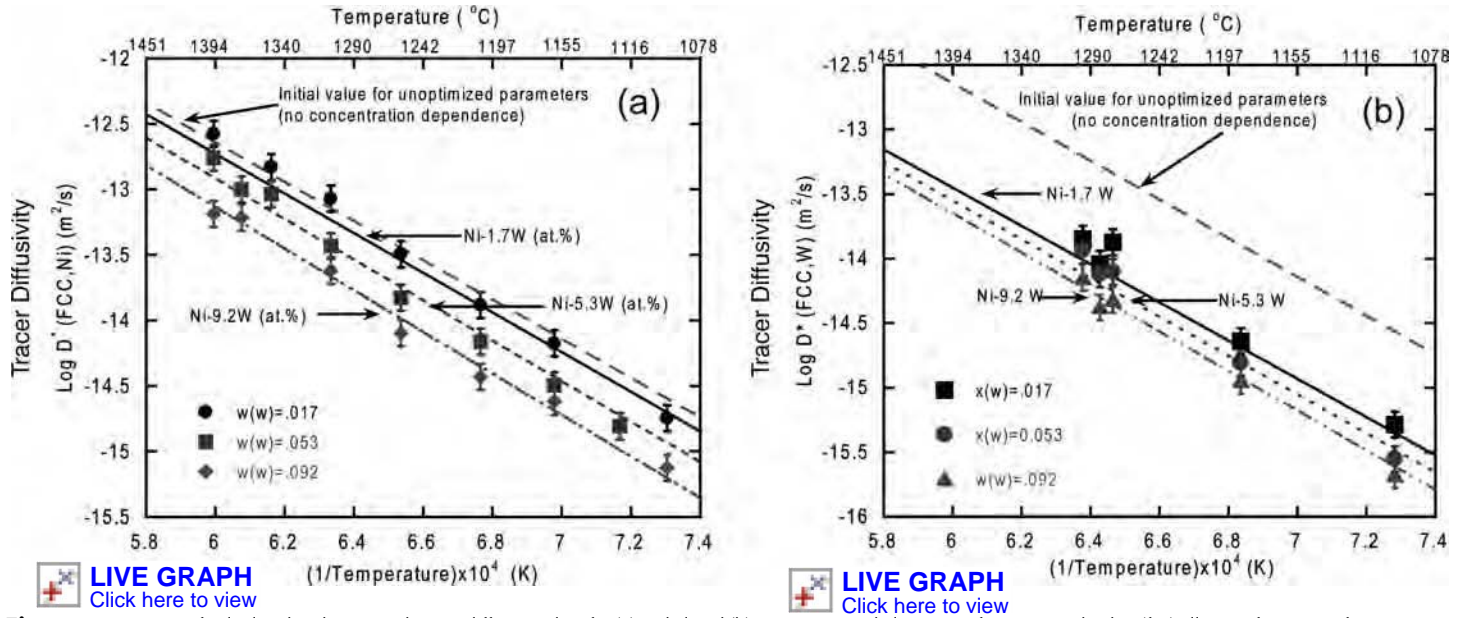 Temperature ( °C)
1451 1394 1340 1290 1242 1197 1155 1116 1078
-12
-12.5
-13
-13.5
-14
-14.5
-15
-15.5
Tracer Diffusivity
Log D* (FCC,Ni) (m²/s)
Initial value for unoptimized parameters
(no concentration dependence)
(a)
Ni-1.7W (at.%)
Ni-5.3W (at.%)
Ni-9.2W (at.%)
w(w)=.017
w(w)=.053
w(w)=.092
5.8 6 6.2 6.4 6.6 6.8 7 7.2 7.4
(1/Temperature)x10⁴ (K)
LIVE GRAPH
Click here to view
Temperature ( °C)
1451 1394 1340 1290 1242 1197 1155 1116 1078
-12.5
-13
-13.5
-14
-14.5
-15
-15.5
-16
Tracer Diffusivity
Log D* (FCC,W) (m²/s)
Initial value for unoptimized parameters
(no concentration dependence)
(b)
Ni-1.7 W
Ni-9.2 W
Ni-5.3 W
x(w)=.017
x(w)=0.053
w(w)=.092
5.8 6 6.2 6.4 6.6 6.8 7 7.2 7.4
(1/Temperature)x10⁴ (K)
LIVE GRAPH
Click here to view